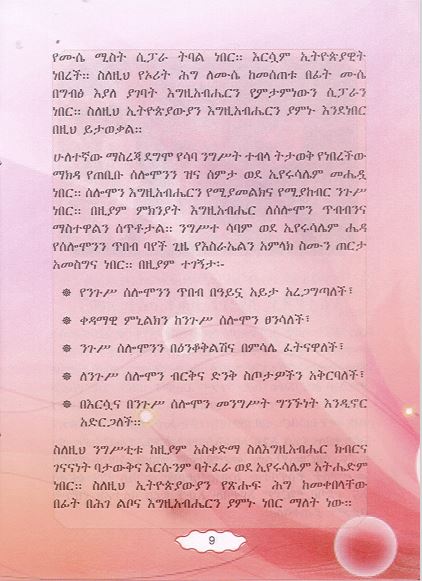 የሙሴ ሚስት ሲፓራ ትባል ነበር። እርሷም ኢትዮጵያዊት
ነበረች። ስለዚህ የኦሪት ሕግ ለሙሴ ከመሰጠቱ በፊት ሙሴ
በግብፅ እያለ ያገባት እግዚአብሔርን የምታምነውን ሲፓራን
ነበር። ስለዚህ ኢትዮጵያውያን እግዚአብሔርን ያምኑ እንደነበር
በዚህ ይታወቃል።
ሁለተኛው ማስረጃ ደግሞ የሳባ ንግሥት ተብላ ትታወቅ የነበረችው
ማክዳ የጠቢቡ ሰሎሞንን ዝና ሰምታ ወደ ኢየሩሳሌም መሔዷ
ነበር። ሰሎሞን እግዚአብሔርን የሚያመልክና የሚያከብር ንጉሥ
ነበር። በዚያም ምክንያት እግዚአብሔር ለሰሎሞን ጥብብንና
ማስተዋልን ሰጥቶታል። ንግሥተ ሳባም ወደ ኢየሩሳሌም ሔዳ
የሰሎሞንን ጥበብ ባየች ጊዜ የእስራኤልን አምላክ ስሙን ጠርታ
አመስግና ነበር። በዚያም ተገኝታ፡-
የንጉሥ ሰሎሞንን ጥበብ በዓይኗ አይታ አረጋግጣለች፣
ቀዳማዊ ምኒልክን ከንጉሥ ሰሎሞን ፀንሳለች፣
ንጉሥ ሰሎሞንን በዕንቆቅልሽና በምሳሌ ፈትናዋለች፣
ለንጉሥ ሰሎሞን ብርቅና ድንቅ ስጦታዎችን አቅርባለች፣
በእርሷና በንጉሥ ሰሎሞን መንግሥት ግንኙነት እንዲኖር
አድርጋለች።
ስለዚህ ንግሥቲቱ ከዚያም አስቀድማ ስለእግዚአብሔር ክብርና
ገናናነት ባታውቅና እርሱንም ባትፈራ ወደ ኢየሩሳሌም አትሔድም
ነበር። ስለዚህ ኢትዮጵያውያን የጽሑፍ ሕግ ከመቀበላቸው
በፊት በሕገ ልቦና እግዚአብሔርን ያምኑ ነበር ማለት ነው።
9